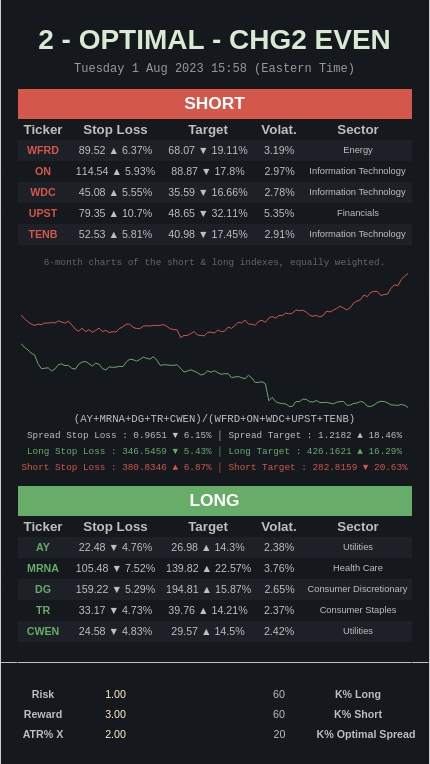 2 - OPTIMAL - CHG2 EVEN
Tuesday 1 Aug 2023 15:58 (Eastern Time)
SHORT
Ticker Stop Loss Target Volat. Sector
WFRD 89.52 ▲ 6.37% 68.07 ▼ 19.11% 3.19% Energy
ON 114.54 ▲ 5.93% 88.87 ▼ 17.8% 2.97% Information Technology
WDC 45.08 ▲ 5.55% 35.59 ▼ 16.66% 2.78% Information Technology
UPST 79.35 ▲ 10.7% 48.65 ▼ 32.11% 5.35% Financials
TENB 52.53 ▲ 5.81% 40.98 ▼ 17.45% 2.91% Information Technology
6-month charts of the short & long indexes, equally weighted.
(AY+MRNA+DG+TR+CWEN)/(WFRD+ON+WDC+UPST+TENB)
Spread Stop Loss : 0.9651 ▼ 6.15% | Spread Target : 1.2182 ▲ 18.46%
Long Stop Loss : 346.5459 ▼ 5.43% | Long Target : 426.1621 ▲ 16.29%
Short Stop Loss : 380.8346 ▲ 6.87% | Short Target : 282.8159 ▼ 20.63%
LONG
Ticker Stop Loss Target Volat. Sector
AY 22.48 ▼ 4.76% 26.98 ▲ 14.3% 2.38% Utilities
MRNA 105.48 ▼ 7.52% 139.82 ▲ 22.57% 3.76% Health Care
DG 159.22 ▼ 5.29% 194.81 ▲ 15.87% 2.65% Consumer Discretionary
TR 33.17 ▼ 4.73% 39.76 ▲ 14.21% 2.37% Consumer Staples
CWEN 24.58 ▼ 4.83% 29.57 ▲ 14.5% 2.42% Utilities
Risk 1.00 60 K% Long
Reward 3.00 60 K% Short
ATR% X 2.00 20 K% Optimal Spread